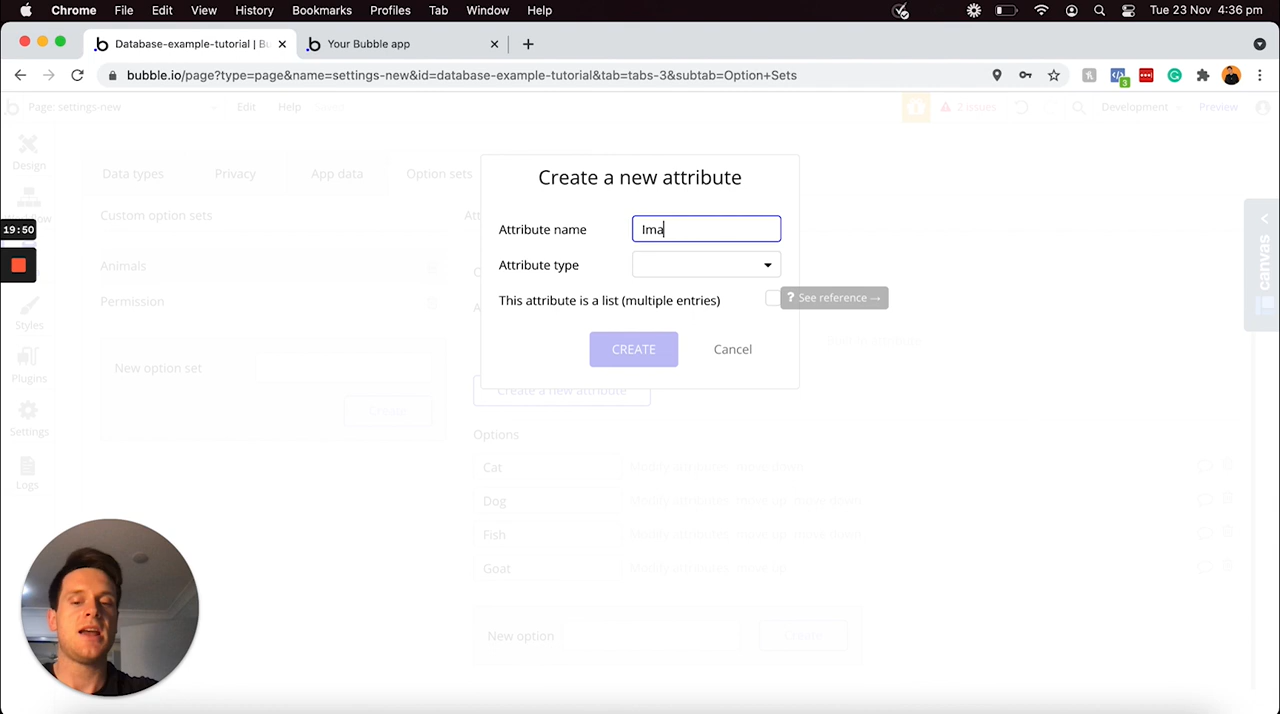 Chrome File Edit View History Bookmarks Profiles Tab Window Help Tue 23 Nov 4:36 pm
Database-example-tutorial | Bu Your Bubble app
bubble.io/page?type=page&name=settings-new&id=database-example-tutorial&tab=tabs-3&subtab=Option+Sets
3
Page: settings-new Edit Help Saved 2 issues Development Preview
Design
Data types Privacy App data Option sets
Create a new attribute
Custom option sets
19:50
Attribute name Ima
Attribute type
Animals
Permission
This attribute is a list (multiple entries) ? See reference →
canvas
Styles
CREATE Cancel
New option set
Plugins
Create a new attribute
Create
Settings
Options
Cat Modify attributes move down
Logs
Dog Modify attributes move up move down
Fish Modify attributes move up move down
Goat Modify attributes move up
New option Create